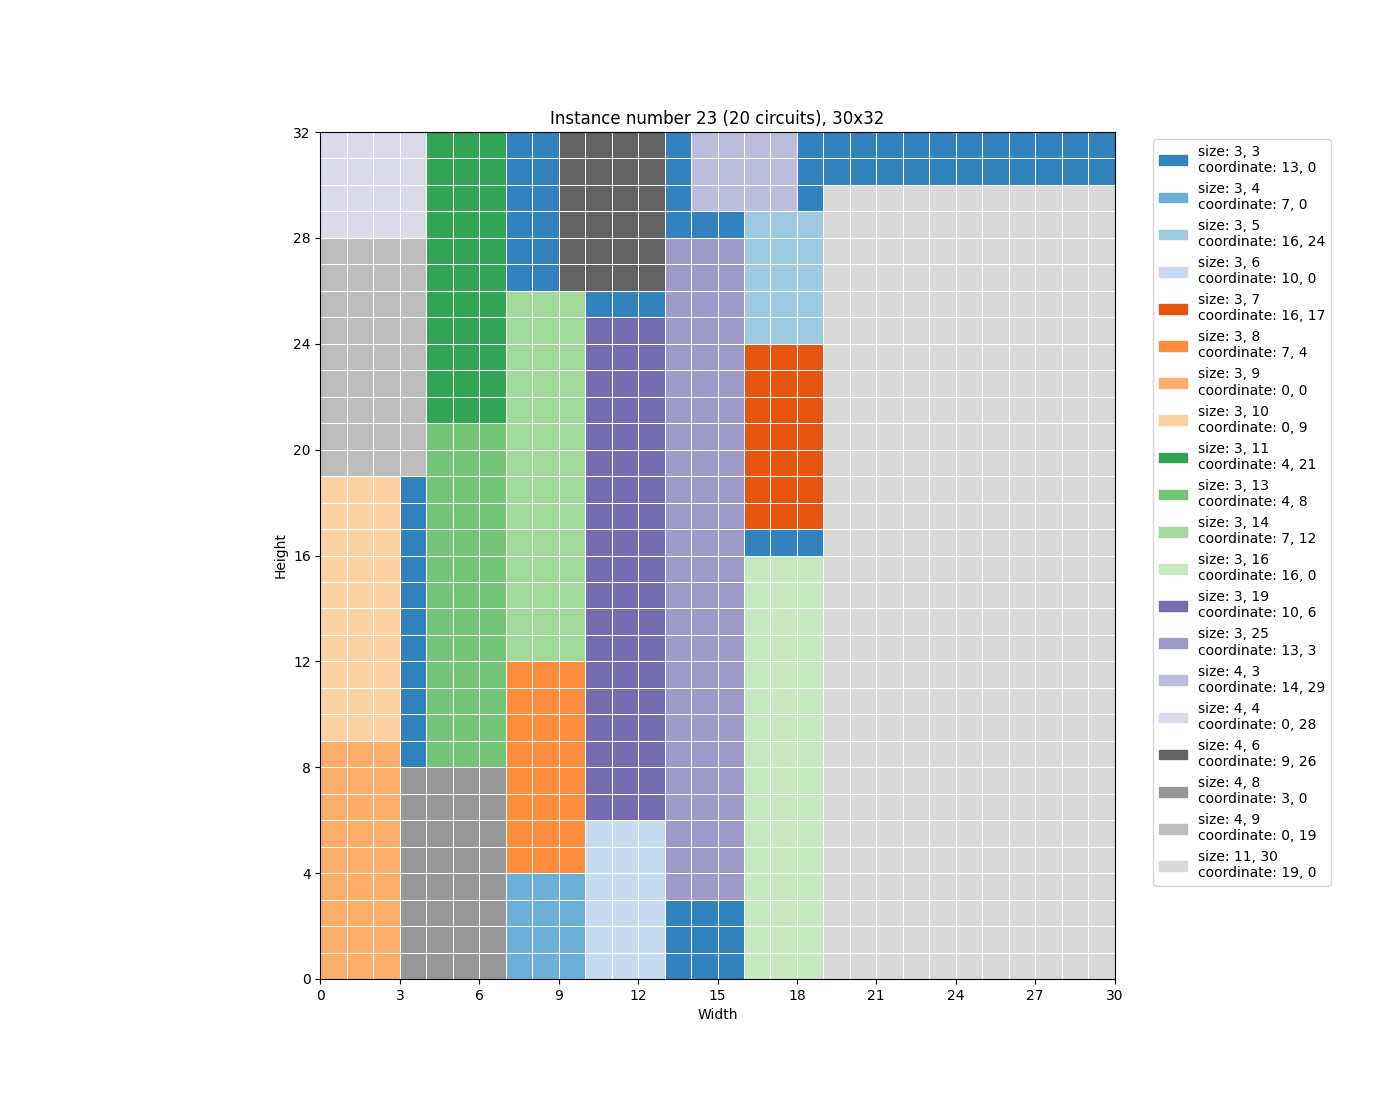 Instance number 23 (20 circuits), 30x32
32
28
24
20
16
12
8
4
0
Height
0 3 6 9 12 15 18 21 24 27 30
Width
size: 3, 3
coordinate: 13, 0
size: 3, 4
coordinate: 7, 0
size: 3, 5
coordinate: 16, 24
size: 3, 6
coordinate: 10, 0
size: 3, 7
coordinate: 16, 17
size: 3, 8
coordinate: 7, 4
size: 3, 9
coordinate: 0, 0
size: 3, 10
coordinate: 0, 9
size: 3, 11
coordinate: 4, 21
size: 3, 13
coordinate: 4, 8
size: 3, 14
coordinate: 7, 12
size: 3, 16
coordinate: 16, 0
size: 3, 19
coordinate: 10, 6
size: 3, 25
coordinate: 13, 3
size: 4, 3
coordinate: 14, 29
size: 4, 4
coordinate: 0, 28
size: 4, 6
coordinate: 9, 26
size: 4, 8
coordinate: 3, 0
size: 4, 9
coordinate: 0, 19
size: 11, 30
coordinate: 19, 0